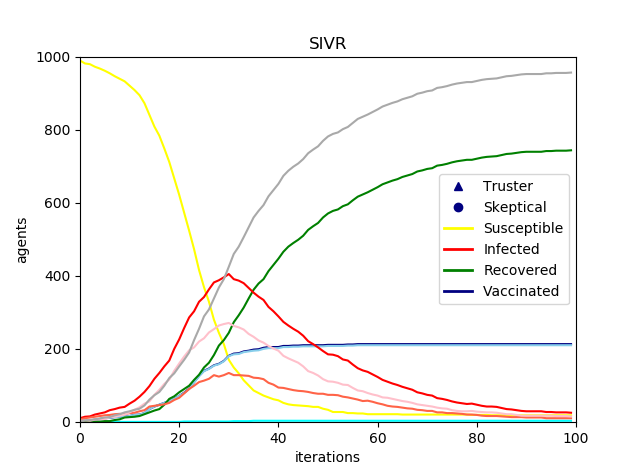 SIVR
1000
800
600
400
200
0
0 20 40 60 80 100
agents
iterations
Truster
Skeptical
Susceptible
Infected
Recovered
Vaccinated